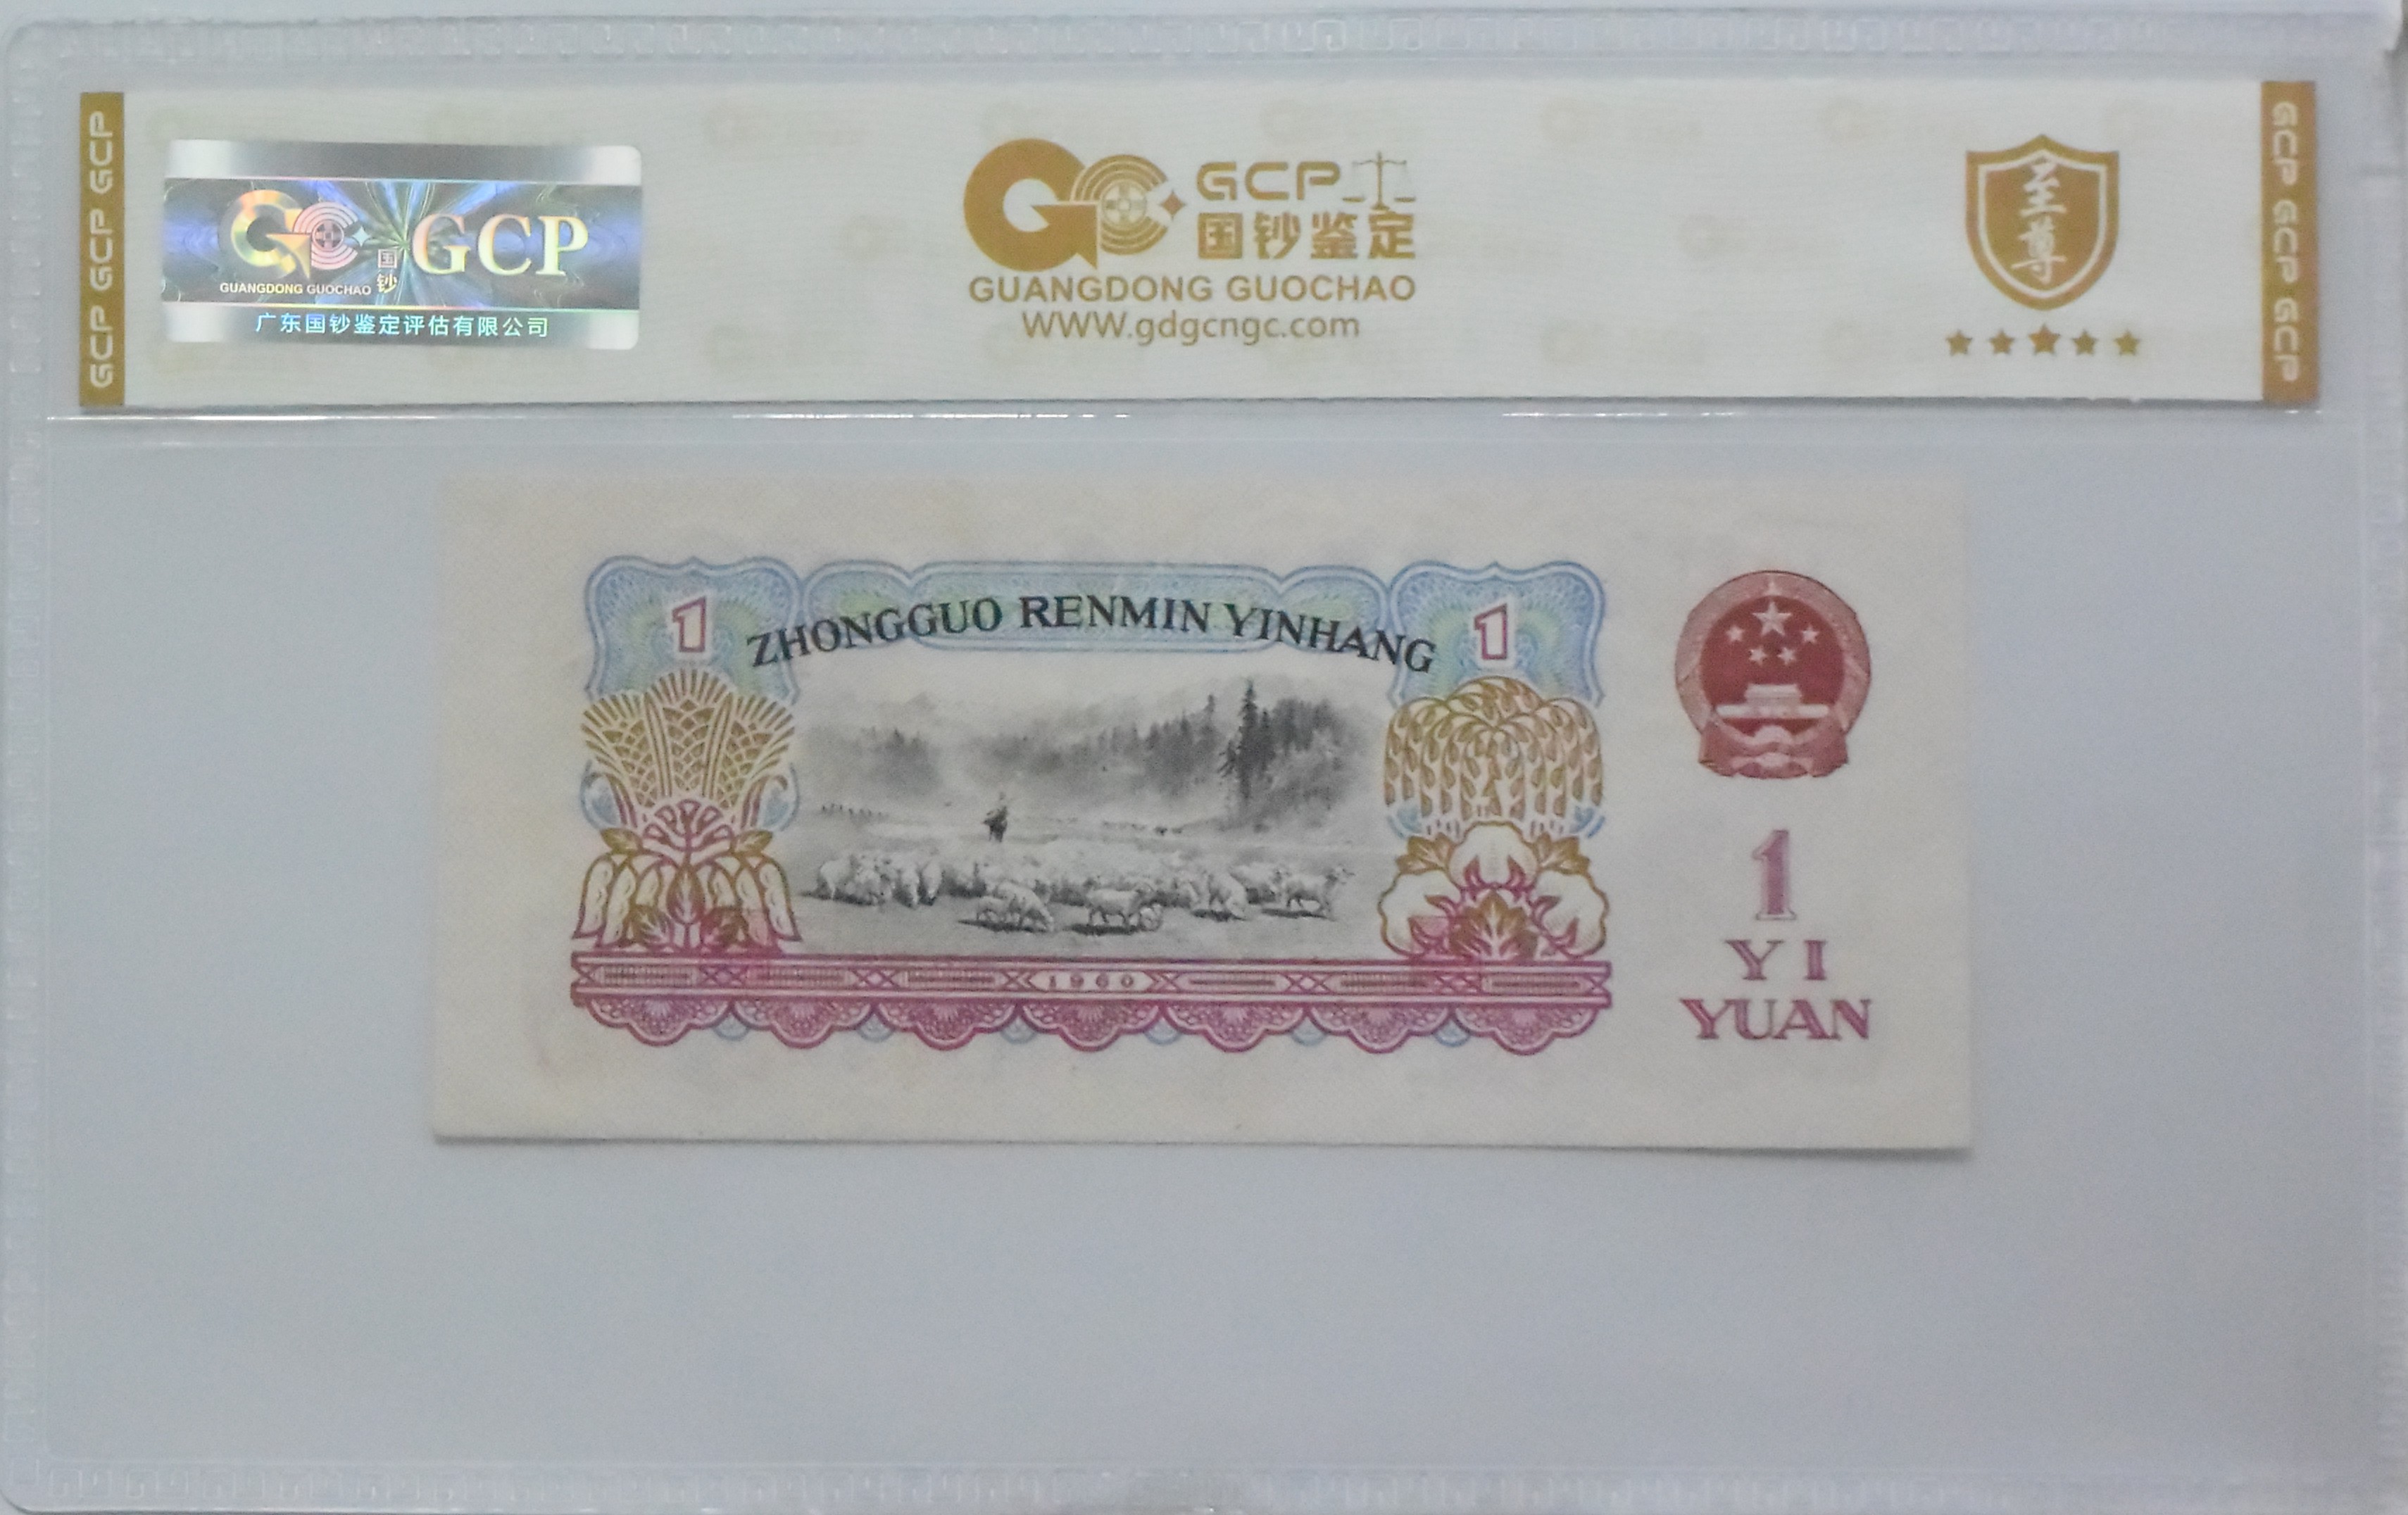 GCP GCP GCP
GCP
国钞
GUANGDONG GUOCHAO
广东国钞鉴定评估有限公司
GCP
国钞鉴定
GUANGDONG GUOCHAO
WWW.gdgcngc.com
至尊
GCP GCP GCP
1
ZHONGGUO RENMIN YINHANG
1
1
YI
YUAN
1960